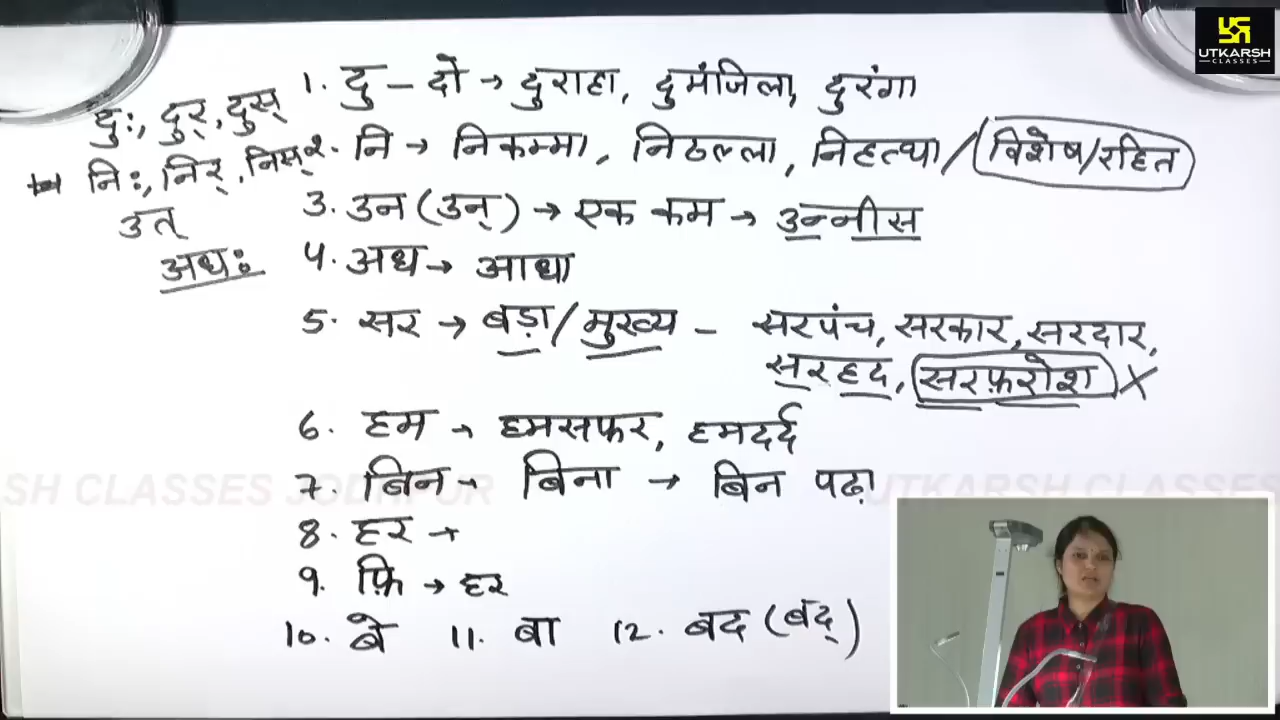 UTKARSH
CLASSES
1. दु – दो → दुराहा, दुमंजिला, दुरंगा
दुः, दुर्, दुस्
2. नि → निकम्मा, निठल्ला, निहत्था / विशेष/रहित
निः, निर्, निस्
3. उन (उन्) → एक कम → उन्नीस
उत्
4. अध → आधा
अधः
5. सर → बड़ा/मुख्य – सरपंच, सरकार, सरदार,
सरहद, सरफ़रोश ×
6. हम → हमसफर, हमदर्द
7. बिन → बिना → बिन पढ़ा
SH CLASSES JODHPUR
UTKARSH CLASSES
8. हर →
9. फ़ि → हर
10. बे 11. बा 12. बद (बद्)